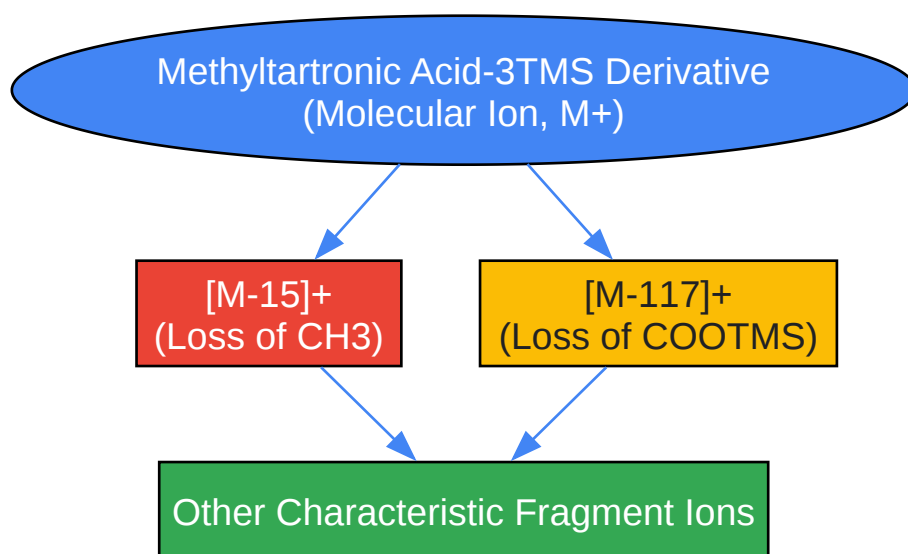 Methyltartronic Acid-3TMS Derivative
(Molecular Ion, M+)
[M-15]+
(Loss of CH3)
[M-117]+
(Loss of COOTMS)
Other Characteristic Fragment Ions